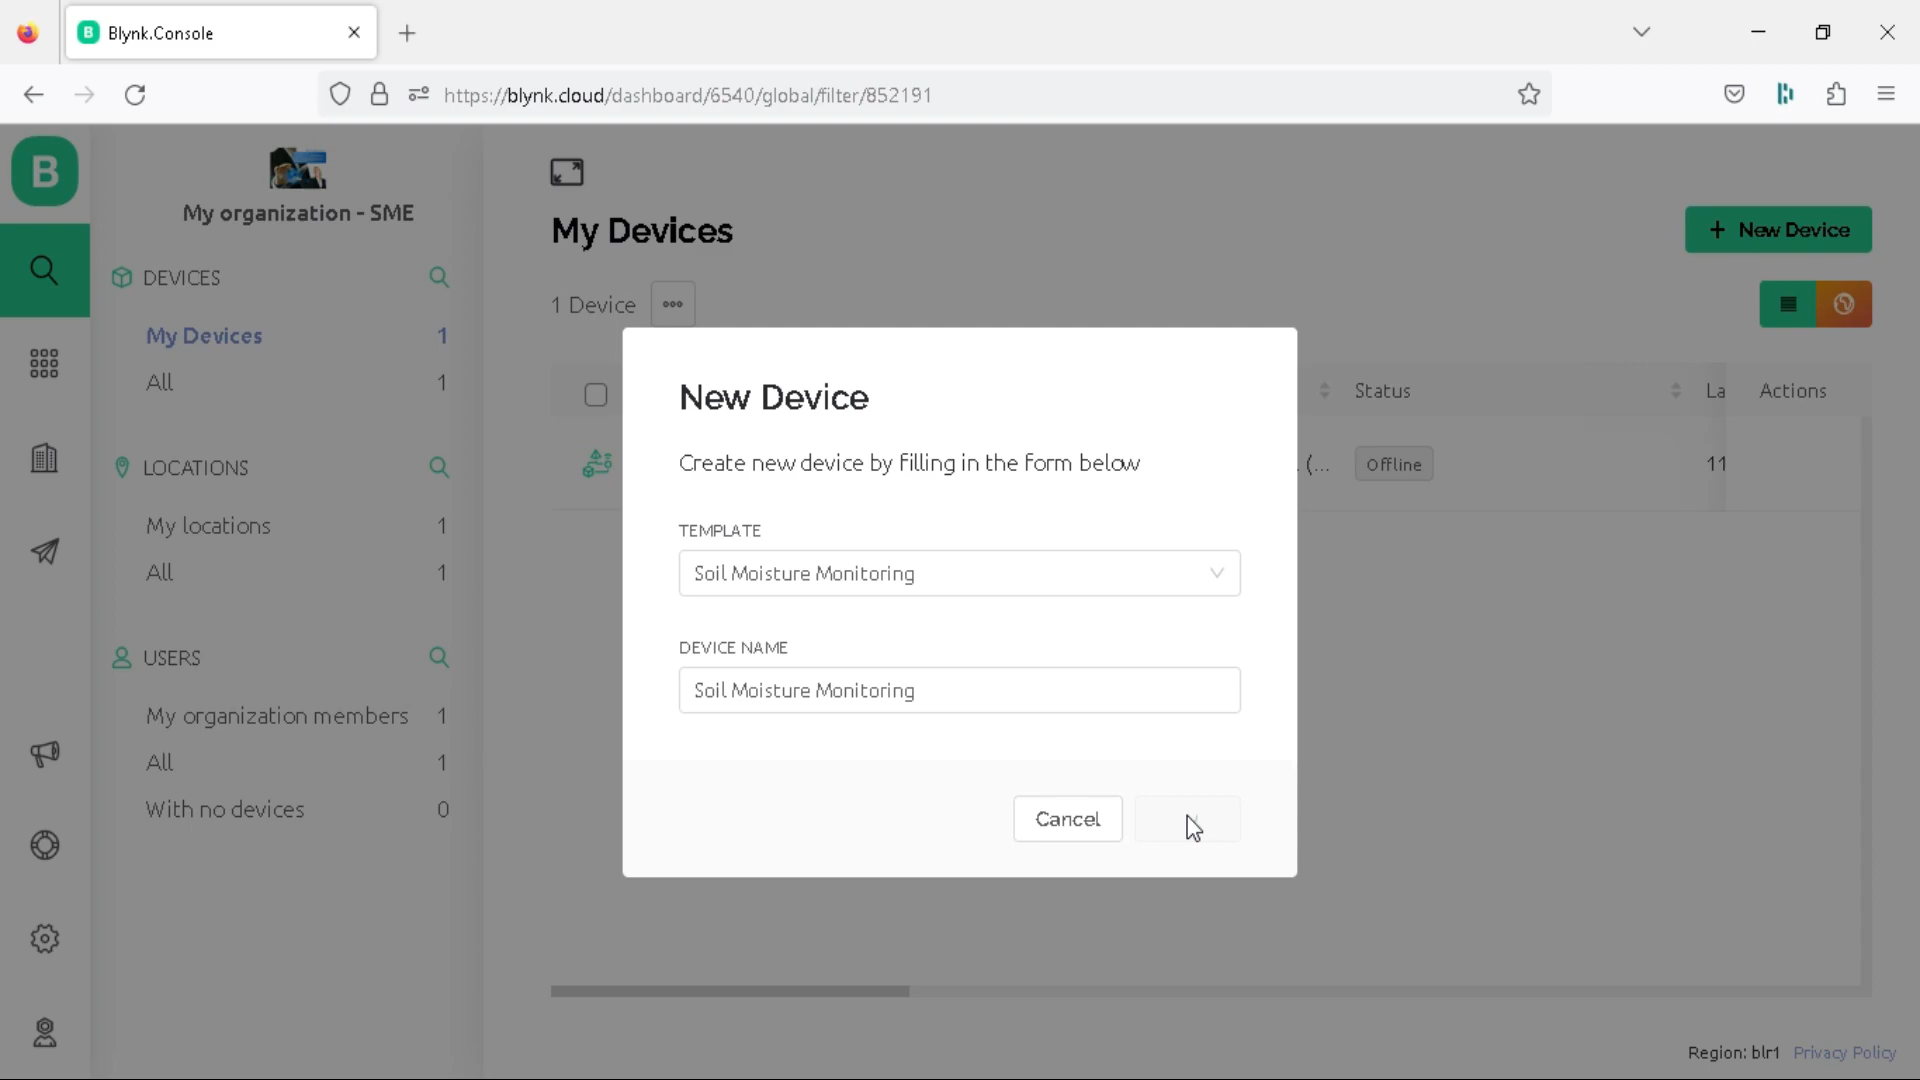 Blynk.Console
https://blynk.cloud/dashboard/6540/global/filter/852191
B
My organization - SME
DEVICES
My Devices 1
All 1
LOCATIONS
My locations 1
All 1
USERS
My organization members 1
All 1
With no devices 0
My Devices
+ New Device
1 Device
Status
La
Actions
(...
Offline
11
New Device
Create new device by filling in the form below
TEMPLATE
Soil Moisture Monitoring
DEVICE NAME
Soil Moisture Monitoring
Cancel
Region: blr1 Privacy Policy